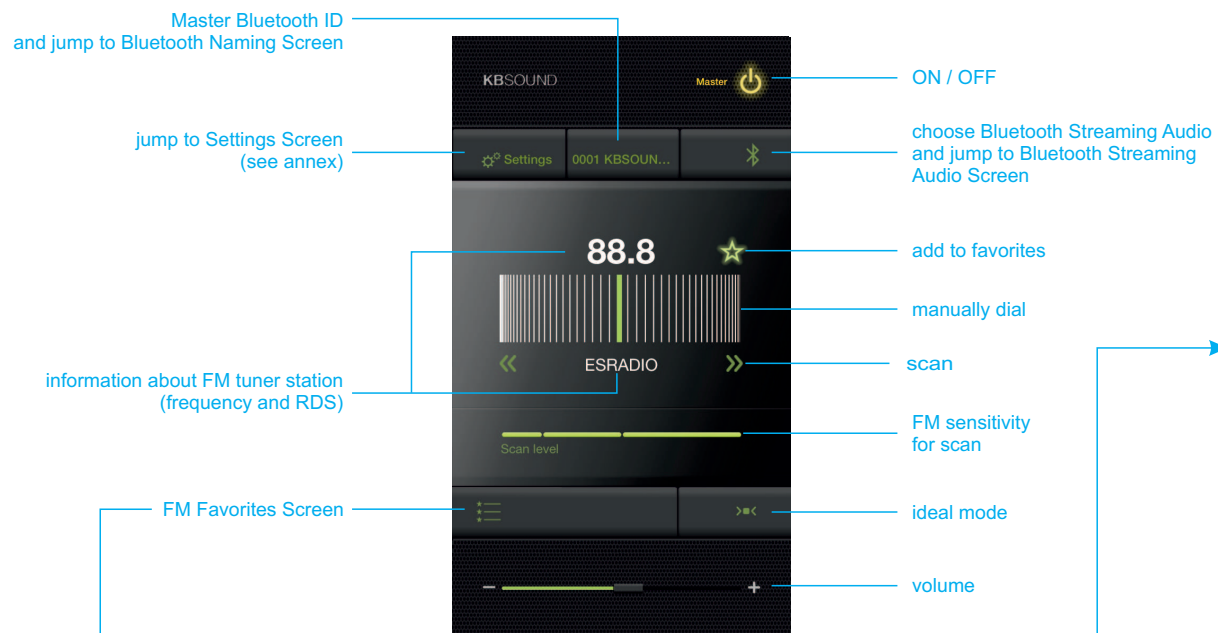 Master Bluetooth ID
and jump to Bluetooth Naming Screen
KBSOUND
Master
ON / OFF
jump to Settings Screen
(see annex)
Settings
0001 KBSOUN...
choose Bluetooth Streaming Audio
and jump to Bluetooth Streaming
Audio Screen
88.8
add to favorites
manually dial
ESRADIO
scan
information about FM tuner station
(frequency and RDS)
Scan level
FM sensitivity
for scan
FM Favorites Screen
ideal mode
volume